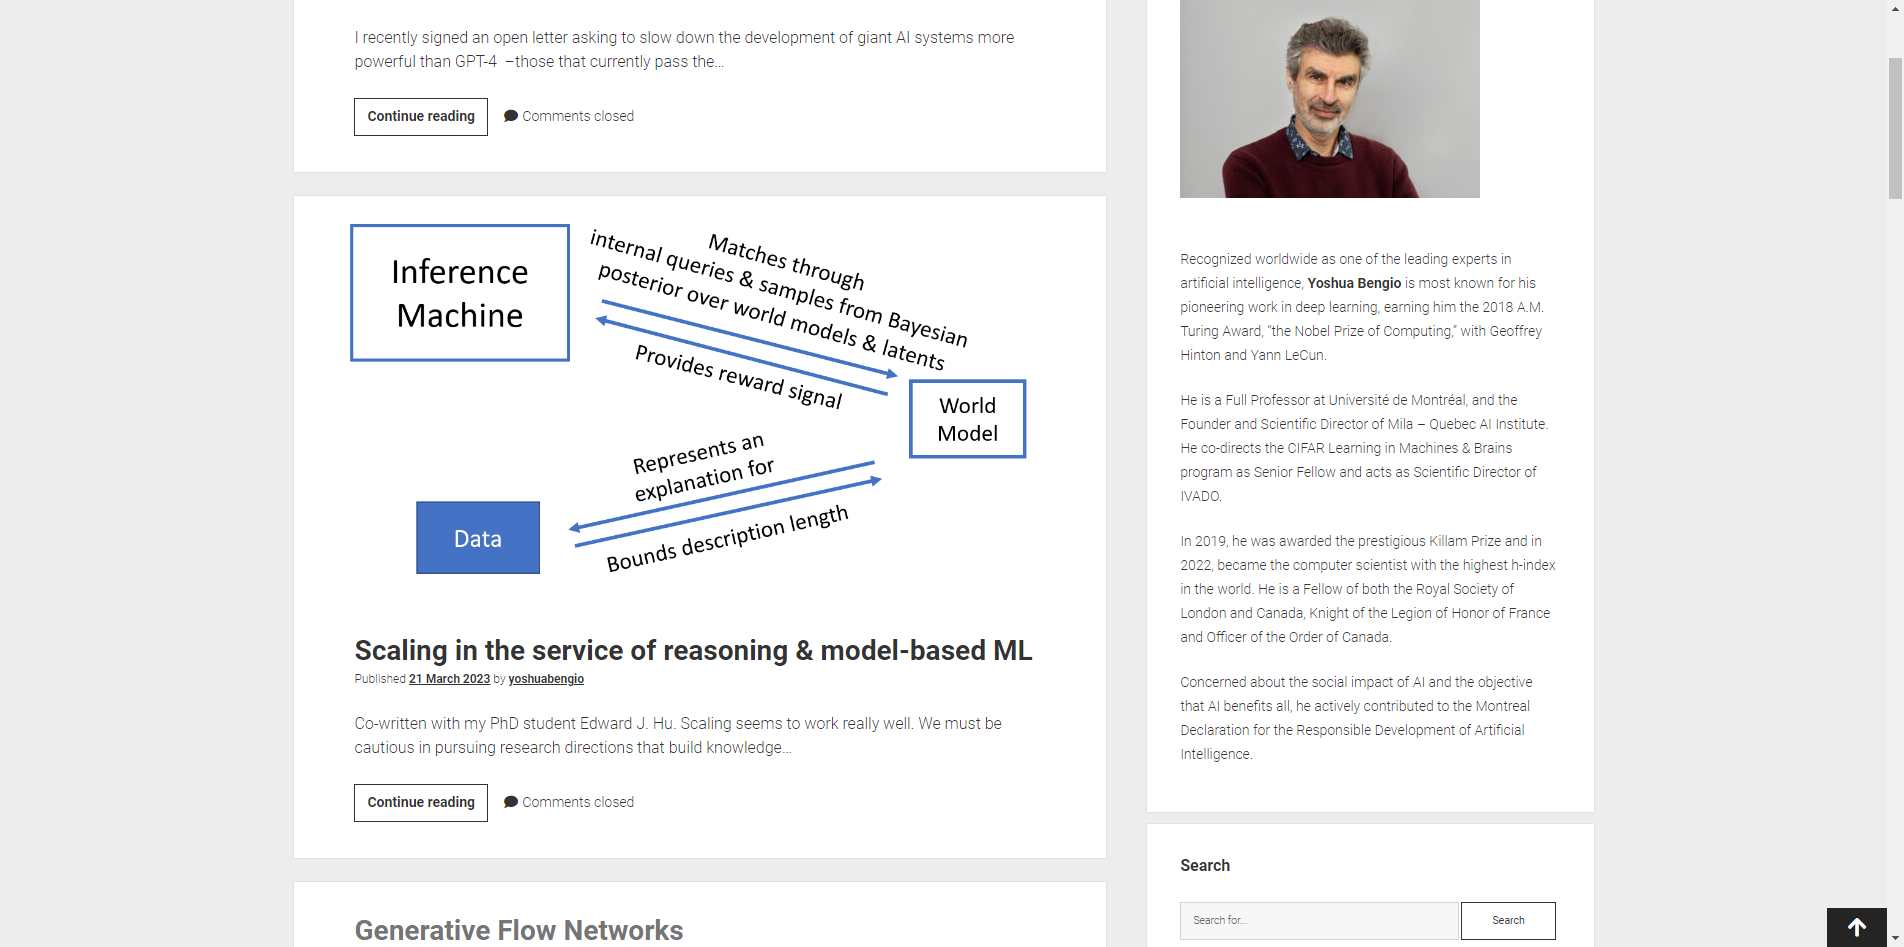 I recently signed an open letter asking to slow down the development of giant AI systems more
powerful than GPT-4  –those that currently pass the…
Continue reading
Comments closed
Inference
Machine
Matches through
internal queries & samples from Bayesian
posterior over world models & latents
Provides reward signal
World
Model
Represents an
explanation for
Data
Bounds description length
Scaling in the service of reasoning & model-based ML
Published 21 March 2023 by yoshuabengio
Co-written with my PhD student Edward J. Hu. Scaling seems to work really well. We must be
cautious in pursuing research directions that build knowledge…
Continue reading
Comments closed
Generative Flow Networks
Recognized worldwide as one of the leading experts in
artificial intelligence, Yoshua Bengio is most known for his
pioneering work in deep learning, earning him the 2018 A.M.
Turing Award, “the Nobel Prize of Computing,” with Geoffrey
Hinton and Yann LeCun.
He is a Full Professor at Université de Montréal, and the
Founder and Scientific Director of Mila – Quebec AI Institute.
He co-directs the CIFAR Learning in Machines & Brains
program as Senior Fellow and acts as Scientific Director of
IVADO.
In 2019, he was awarded the prestigious Killam Prize and in
2022, became the computer scientist with the highest h-index
in the world. He is a Fellow of both the Royal Society of
London and Canada, Knight of the Legion of Honor of France
and Officer of the Order of Canada.
Concerned about the social impact of AI and the objective
that AI benefits all, he actively contributed to the Montreal
Declaration for the Responsible Development of Artificial
Intelligence.
Search
Search for...
Search